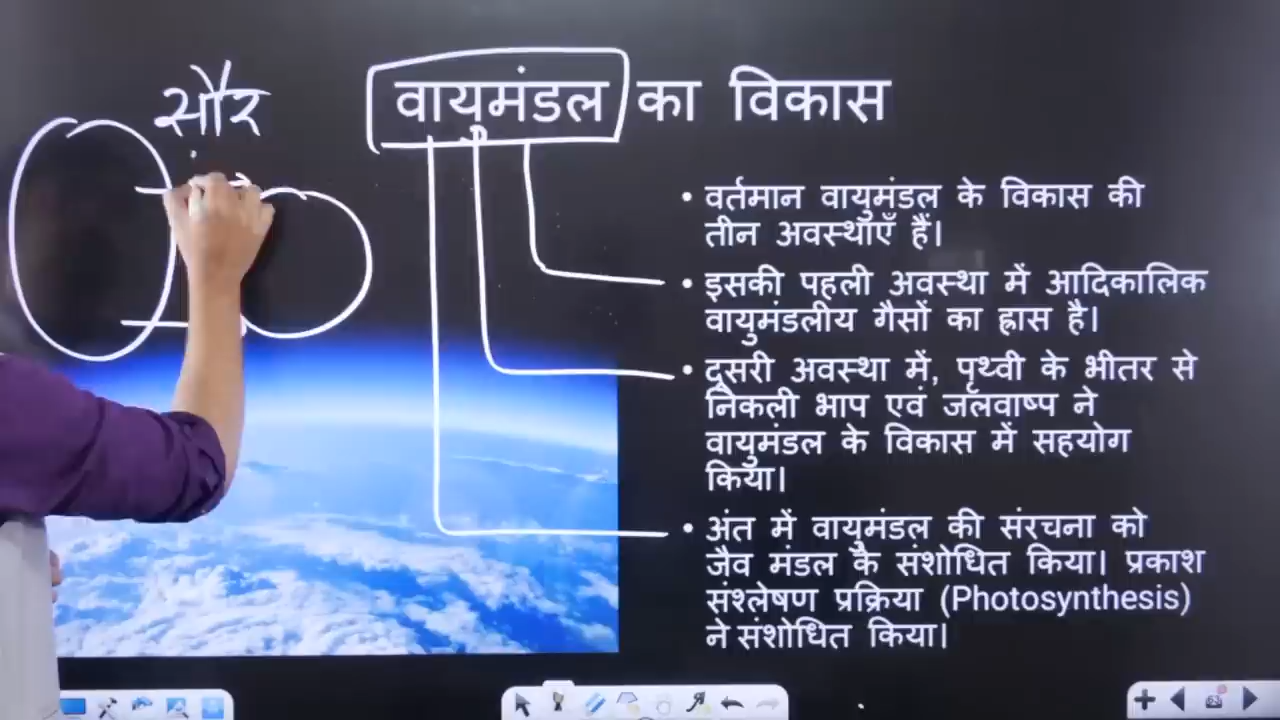 सौर
वायुमंडल का विकास
• वर्तमान वायुमंडल के विकास की
तीन अवस्थाएँ हैं।
• इसकी पहली अवस्था में आदिकालिक
वायुमंडलीय गैसों का ह्रास है।
• दूसरी अवस्था में, पृथ्वी के भीतर से
निकली भाप एवं जलवाष्प ने
वायुमंडल के विकास में सहयोग
किया।
• अंत में वायुमंडल की संरचना को
जैव मंडल के संशोधित किया। प्रकाश
संश्लेषण प्रक्रिया (Photosynthesis)
ने संशोधित किया।